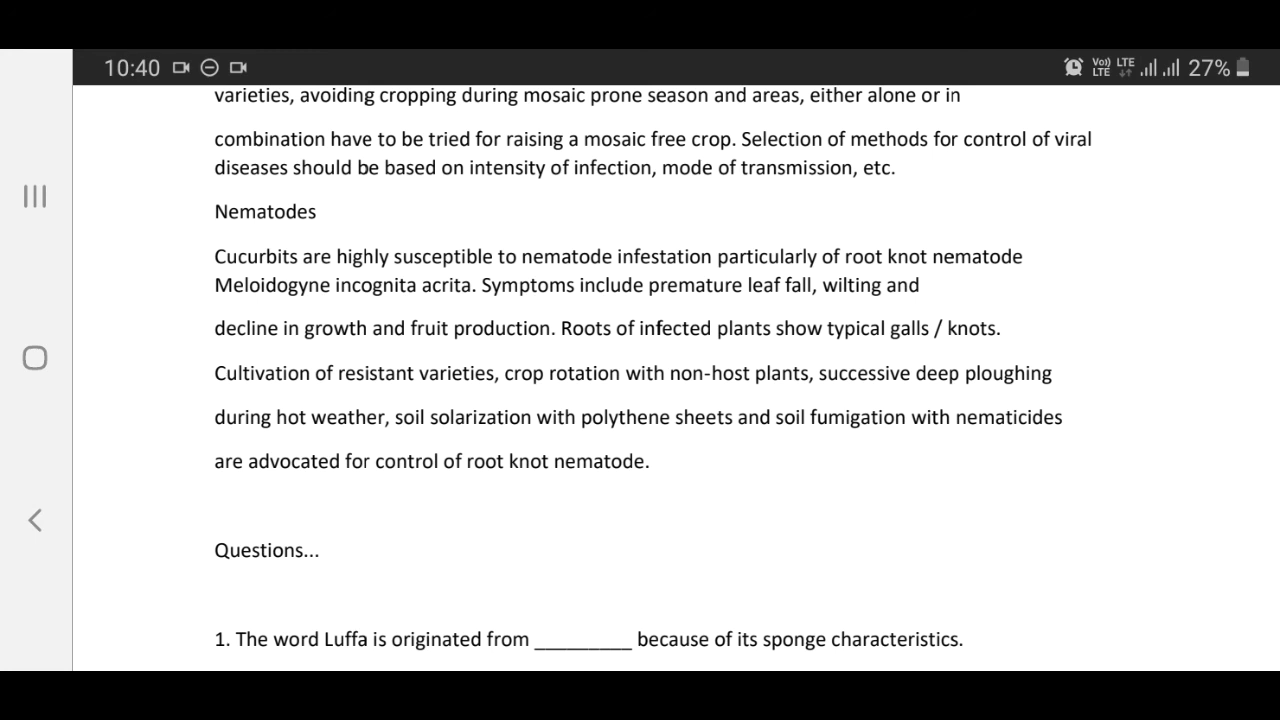 10:40
Vo)) LTE LTE 27%
varieties, avoiding cropping during mosaic prone season and areas, either alone or in
combination have to be tried for raising a mosaic free crop. Selection of methods for control of viral
diseases should be based on intensity of infection, mode of transmission, etc.
Nematodes
Cucurbits are highly susceptible to nematode infestation particularly of root knot nematode
Meloidogyne incognita acrita. Symptoms include premature leaf fall, wilting and
decline in growth and fruit production. Roots of infected plants show typical galls / knots.
Cultivation of resistant varieties, crop rotation with non-host plants, successive deep ploughing
during hot weather, soil solarization with polythene sheets and soil fumigation with nematicides
are advocated for control of root knot nematode.
Questions...
1. The word Luffa is originated from _________ because of its sponge characteristics.